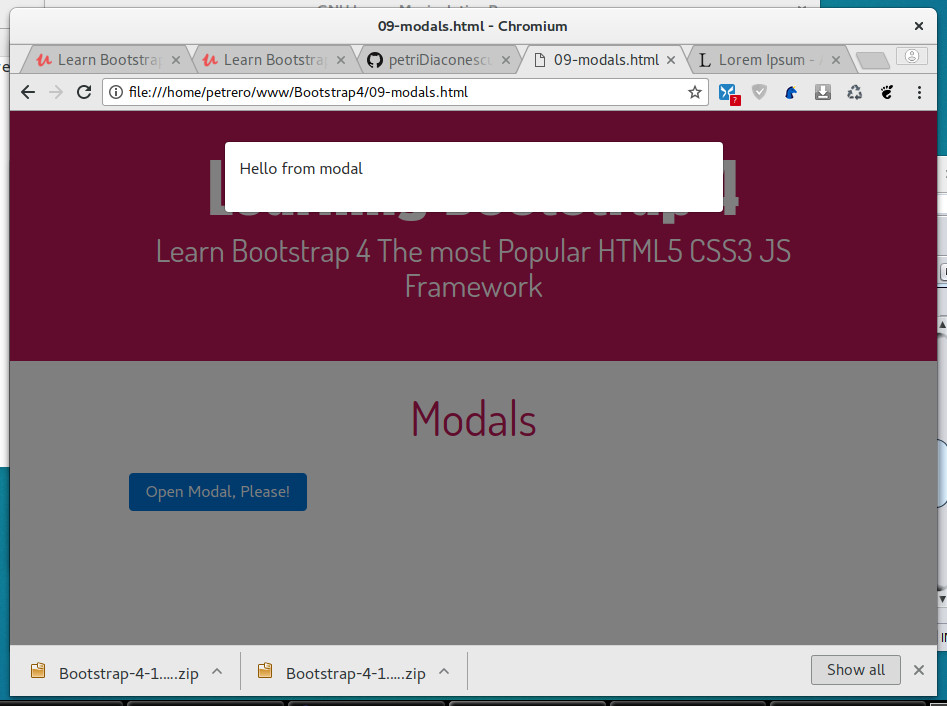 09-modals.html - Chromium
Learn Bootstra
Learn Bootstra
petriDiaconesc
09-modals.html
Lorem Ipsum - A
file:///home/petrero/www/Bootstrap4/09-modals.html
?
Hello from modal
Learning Bootstrap 4
Learn Bootstrap 4 The most Popular HTML5 CSS3 JS
Framework
Modals
Open Modal, Please!
Bootstrap-4-1.....zip
Bootstrap-4-1.....zip
Show all